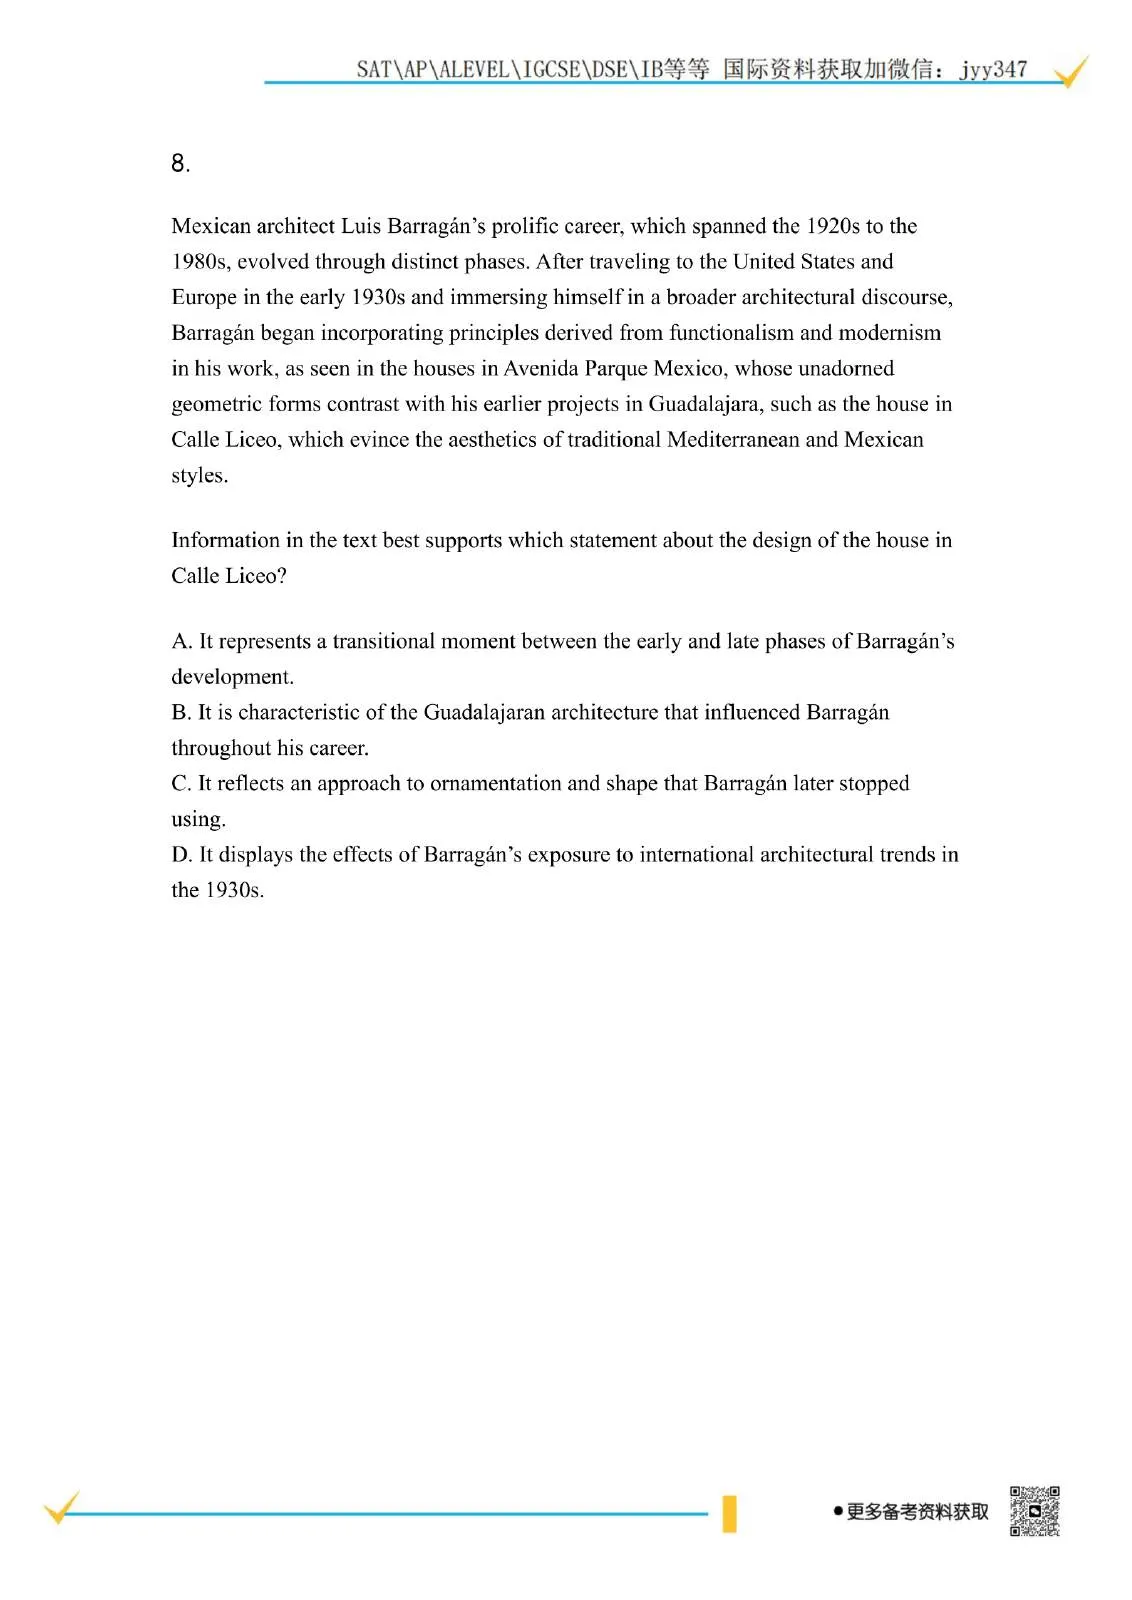 SAT\AP\ALEVEL\IGCSE\DSE\IB等等 国际资料获取加微信：jyy347
8.
Mexican architect Luis Barragán’s prolific career, which spanned the 1920s to the
1980s, evolved through distinct phases. After traveling to the United States and
Europe in the early 1930s and immersing himself in a broader architectural discourse,
Barragán began incorporating principles derived from functionalism and modernism
in his work, as seen in the houses in Avenida Parque Mexico, whose unadorned
geometric forms contrast with his earlier projects in Guadalajara, such as the house in
Calle Liceo, which evince the aesthetics of traditional Mediterranean and Mexican
styles.
Information in the text best supports which statement about the design of the house in
Calle Liceo?
A. It represents a transitional moment between the early and late phases of Barragán’s
development.
B. It is characteristic of the Guadalajaran architecture that influenced Barragán
throughout his career.
C. It reflects an approach to ornamentation and shape that Barragán later stopped
using.
D. It displays the effects of Barragán’s exposure to international architectural trends in
the 1930s.
●更多备考资料获取